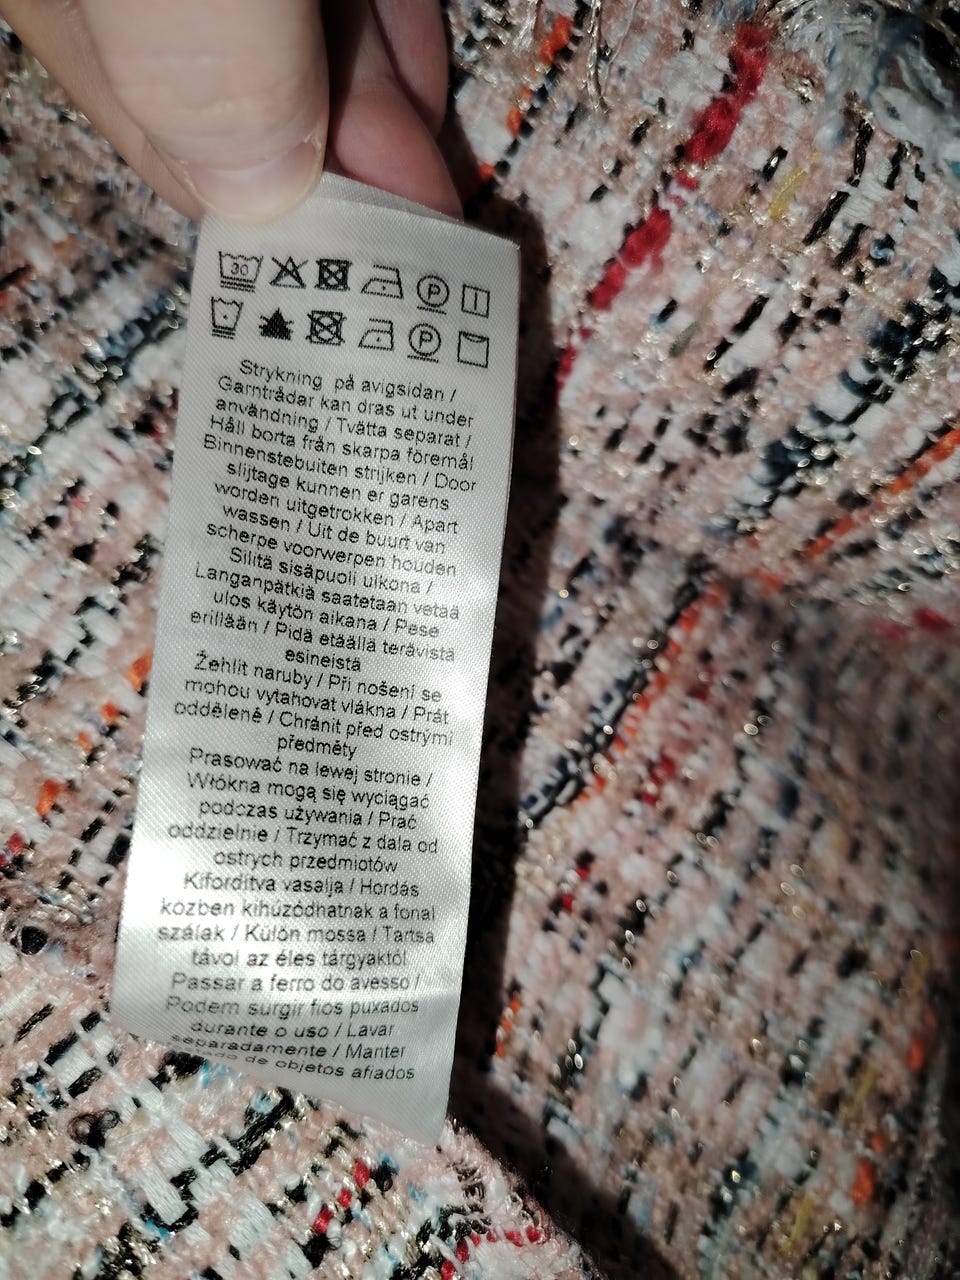 30 P
P
Strykning på avigsidan /
Garntrådar kan dras ut under
användning / Tvätta separat /
Håll borta från skarpa föremål
Binnenstebuiten strijken / Door
slijtage kunnen er garens
worden uitgetrokken / Apart
wassen / Uit de buurt van
scherpe voorwerpen houden
Silitä sisäpuoli ulkona /
Langanpätkiä saatetaan vetää
ulos käytön aikana / Pese
erillään / Pidä etäällä terävistä
esineistä
Žehlit naruby / Při nošení se
mohou vytahovat vlákna / Prát
odděleně / Chránit před ostrými
předměty
Prasować na lewej stronie /
Włókna mogą się wyciągać
podczas używania / Prać
oddzielnie / Trzymać z dala od
ostrych przedmiotów
Kifordítva vasalja / Hordás
közben kihúzódhatnak a fonal
szálak / Külön mossa / Tartsa
távol az éles tárgyaktól
Passar a ferro do avesso /
Podem surgir fios puxados
durante o uso / Lavar
separadamente / Manter
de objetos afiados